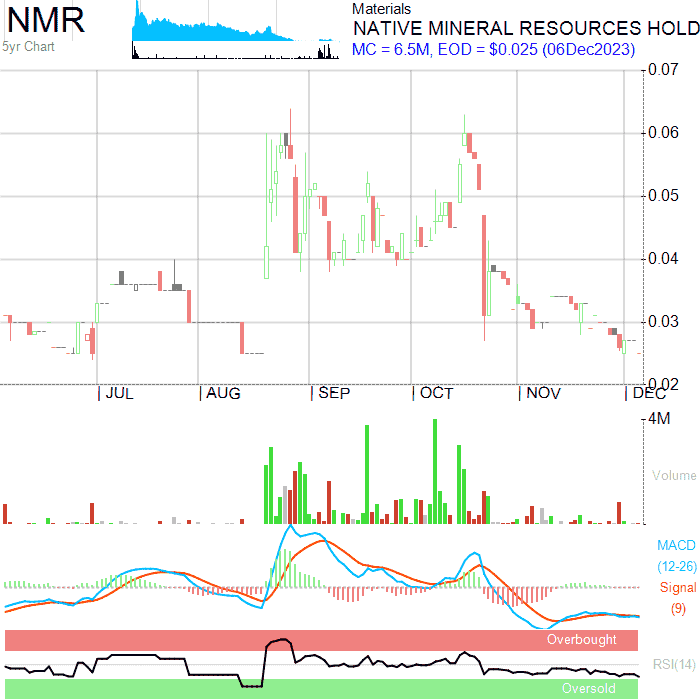 NMR
5yr Chart
Materials
NATIVE MINERAL RESOURCES HOLD
MC = 6.5M, EOD = $0.025 (06Dec2023)
0.07
0.06
0.05
0.04
0.03
0.02
JUL
AUG
SEP
OCT
NOV
DEC
4M
Volume
MACD
(12-26)
Signal
(9)
Overbought
RSI(14)
Oversold